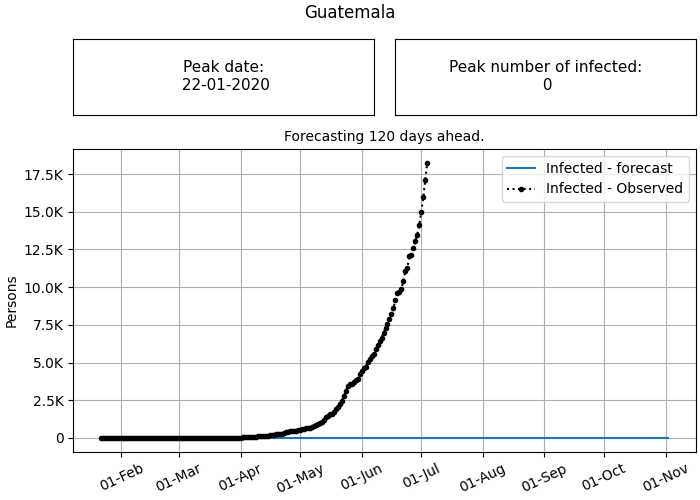 Guatemala
Peak date:
22-01-2020
Peak number of infected:
0
Forecasting 120 days ahead.
Infected - forecast
Infected - Observed
Persons
17.5K
15.0K
12.5K
10.0K
7.5K
5.0K
2.5K
0
01-Feb
01-Mar
01-Apr
01-May
01-Jun
01-Jul
01-Aug
01-Sep
01-Oct
01-Nov